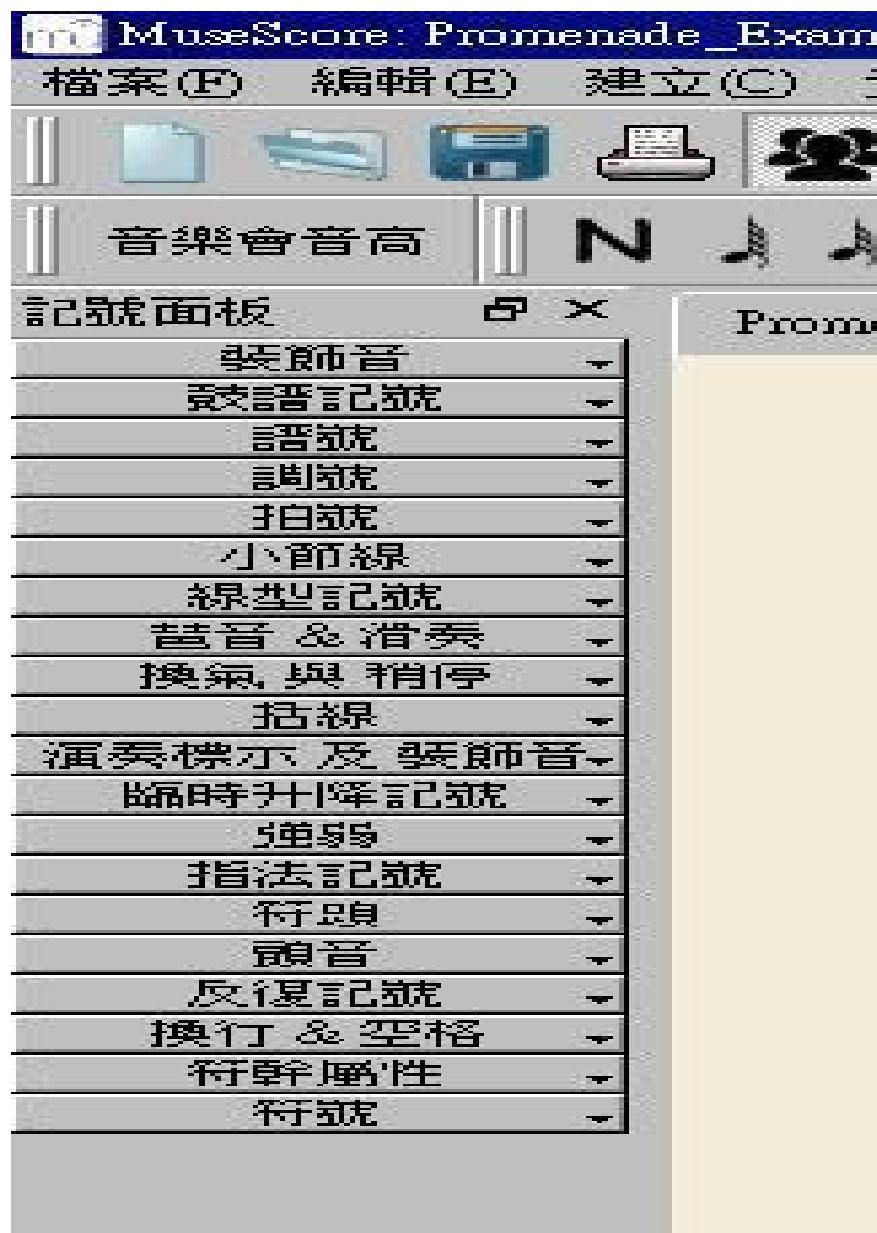 MuseScore: Promenade_Exam
檔案(F) 編輯(E) 建立(C)
音樂會音高 N
記號面板
Prome
裝飾音
鼓譜記號
譜號
調號
拍號
小節線
線型記號
琶音 & 滑奏
換氣 與 稍停
括線
演奏標示 及 裝飾音
臨時升降記號
強弱
指法記號
符頭
顫音
反復記號
換行 & 空格
符幹屬性
符號